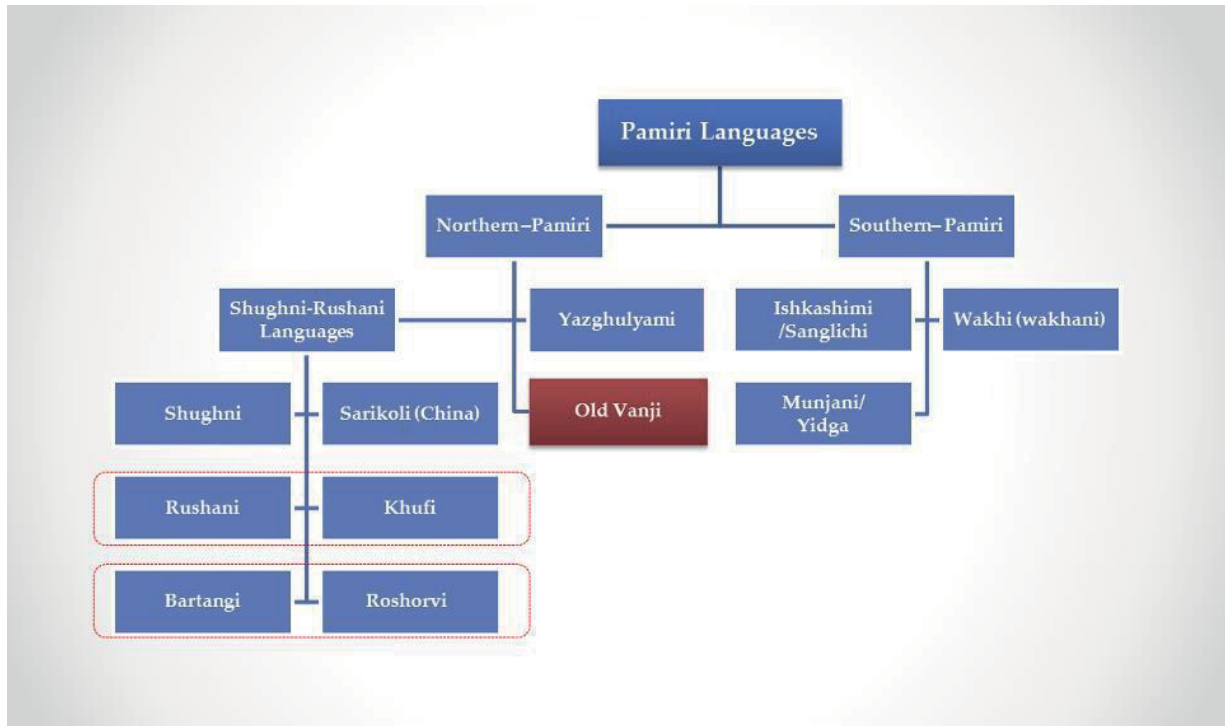 Pamiri Languages
Northern–Pamiri
Southern– Pamiri
Shughni-Rushani
Languages
Yazghulyami
Ishkashimi
/Sanglichi
Wakhi (wakhani)
Shughni
Sarikoli (China)
Old Vanji
Munjani/
Yidga
Rushani
Khufi
Bartangi
Roshorvi